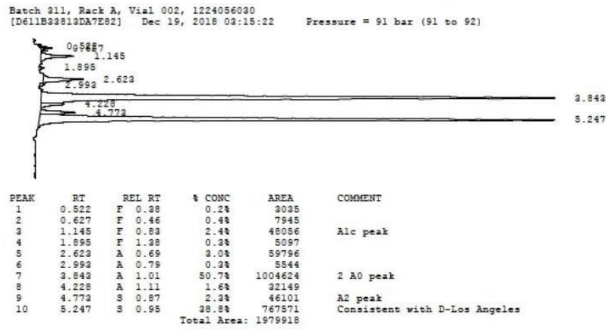 Batch 311, Rack A, Vial 002, 1224056030
[D611B33813DA7E82] Dec 19, 2018 03:15:22 Pressure = 91 bar (91 to 92)
0.522
0.627
1.145
1.895
2.623
2.993
3.843
4.228
4.773
5.247
PEAK RT REL RT % CONC AREA COMMENT
1 0.522 F 0.38 0.2% 3035
2 0.627 F 0.46 0.4% 7945
3 1.145 F 0.83 2.4% 48056 A1c peak
4 1.895 F 1.38 0.3% 5097
5 2.623 A 0.69 3.0% 59796
6 2.993 A 0.79 0.3% 5544
7 3.843 A 1.01 50.7% 1004624 2 A0 peak
8 4.228 A 1.11 1.6% 32149
9 4.773 S 0.87 2.3% 46101 A2 peak
10 5.247 S 0.95 38.8% 767571 Consistent with D-Los Angeles
Total Area: 1979918